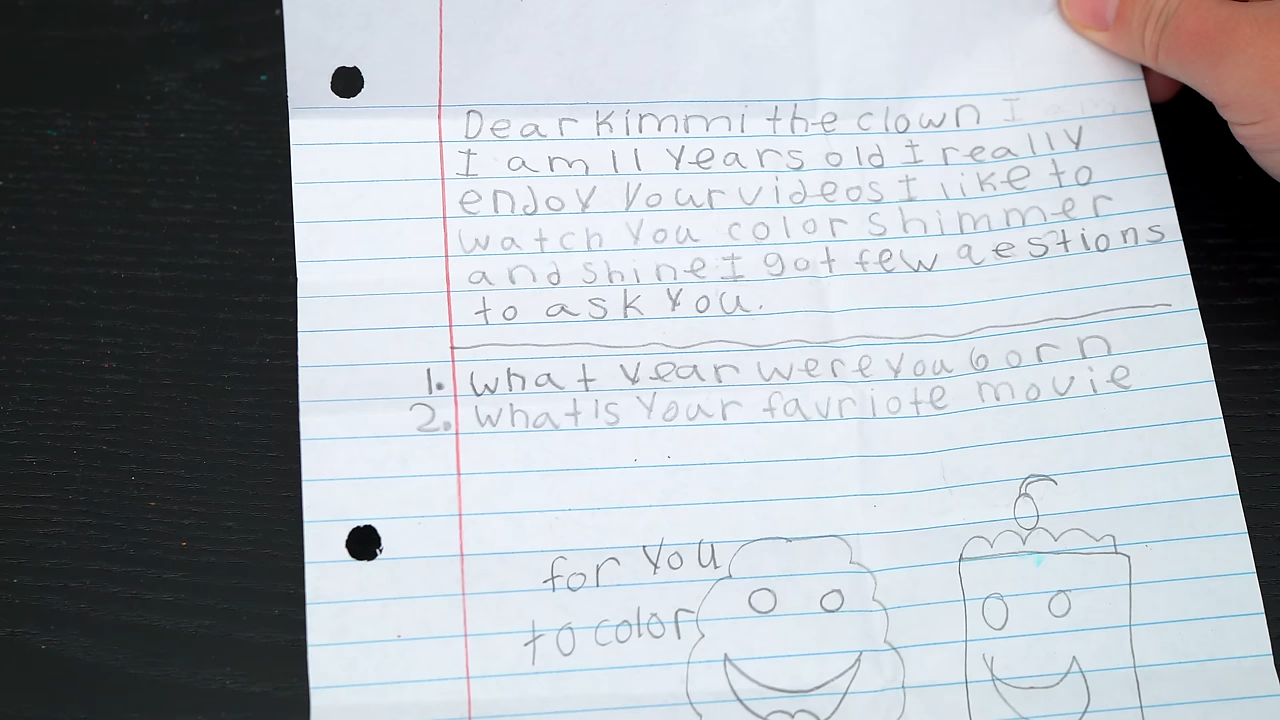 Dear Kimmi the clown I am
I am 11 years old I really
enjoy your videos I like to
watch you color shimmer
and shine I got few qestions
to ask you.
1. what year were you born
2. what's your favriote movie
for you
to color